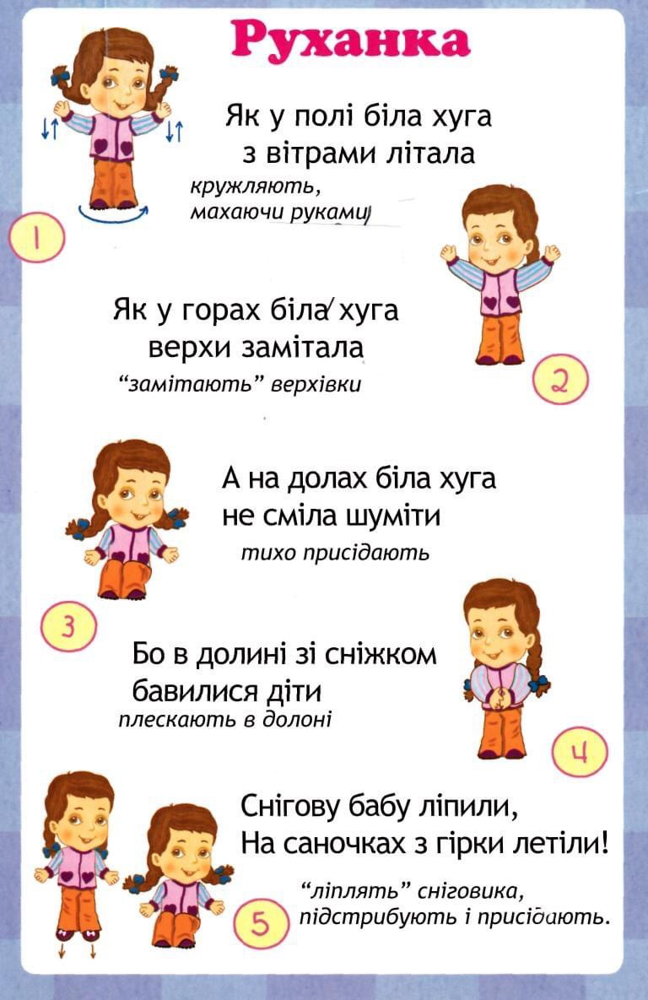 Руханка
Як у полі біла хуга
з вітрами літала
кружляють,
махаючи руками
1
Як у горах біла хуга
верхи замітала
“замітають” верхівки
2
А на долах біла хуга
не сміла шуміти
тихо присідають
3
Бо в долині зі сніжком
бавилися діти
плескають в долоні
4
Снігову бабу ліпили,
На саночках з гірки летіли!
“ліплять” сніговика,
підстрибують і присідають.
5